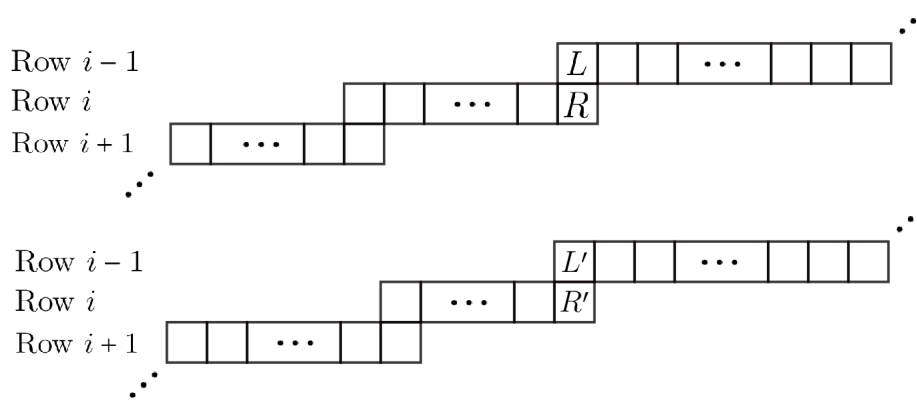 Row i − 1 L ⋯
Row i ⋯ R
Row i + 1 ⋯
Row i − 1 L′ ⋯
Row i ⋯ R′
Row i + 1 ⋯